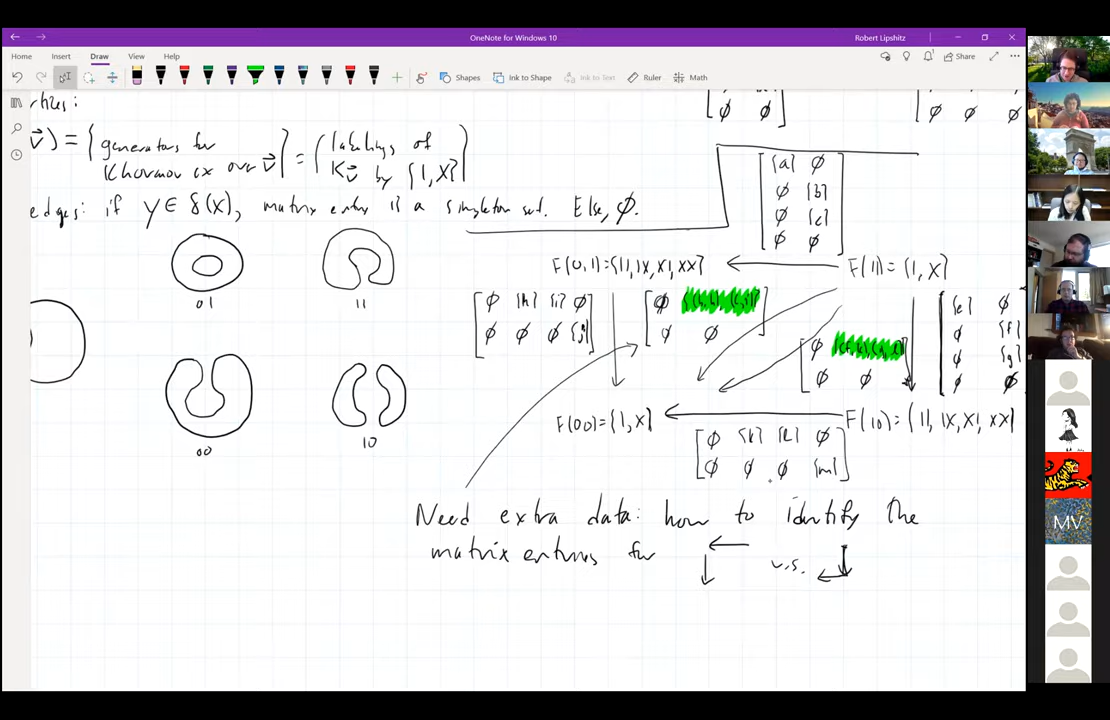 OneNote for Windows 10
Robert Lipshitz
Home Insert Draw View Help
Share
Shapes Ink to Shape Ink to Text Ruler Math
∅ ∅
∅ ∅ ∅
v⃗) = {generators for Khovanov cx over v⃗} = {labelings of K_v⃗ by {1, X}}
edges: if y ∈ δ(x), matrix entry is a singleton set. Else, ∅.
[{a} ∅
∅ {b}
∅ {c}
∅ ∅]
F(0,1)={11,1X,X1,XX}
F(11)={1,X}
01
11
[∅ {h} {i} ∅
∅ ∅ ∅ {j}]
[∅
∅ ∅]
[∅
∅ ∅]
[{e} ∅
∅ {f}
∅ {g}
∅ ∅]
F(00)={1,X}
F(10)={11,1X,X1,XX}
00
10
[∅ {k} {l} ∅
∅ ∅ ∅ {m}]
Need extra data: how to identify the
matrix entries for
v.s.
MV